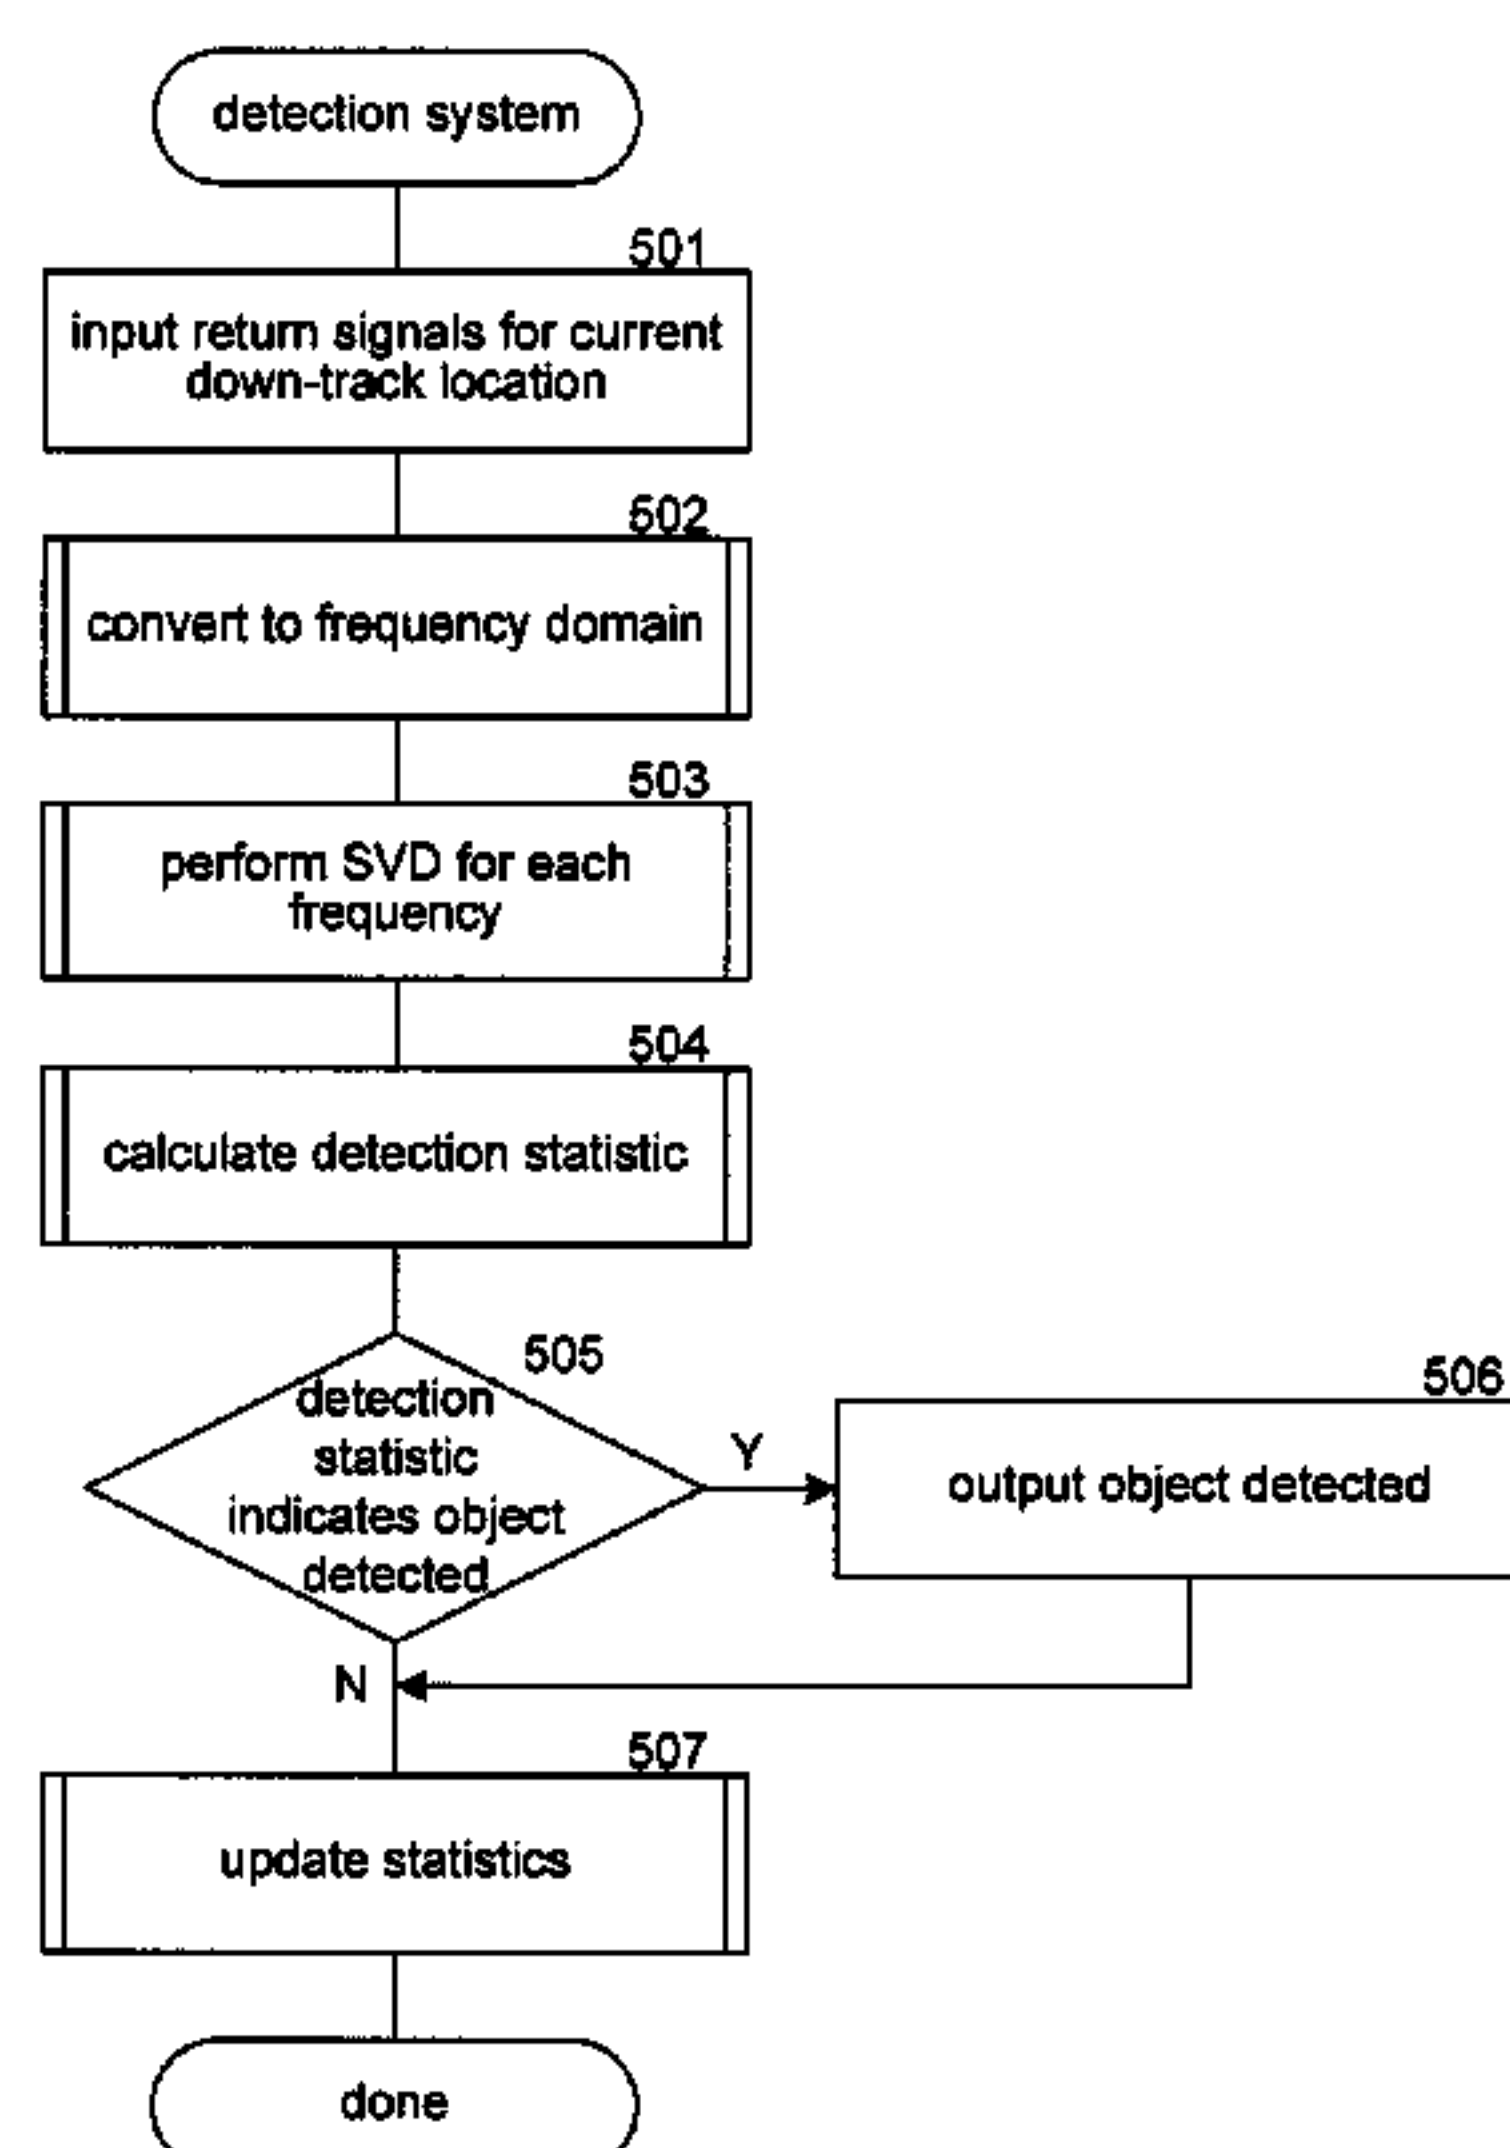 detection system
501
input return signals for current
down-track location
502
convert to frequency domain
503
perform SVD for each
frequency
504
calculate detection statistic
505
detection
statistic
indicates object
detected
Y
506
output object detected
N
507
update statistics
done